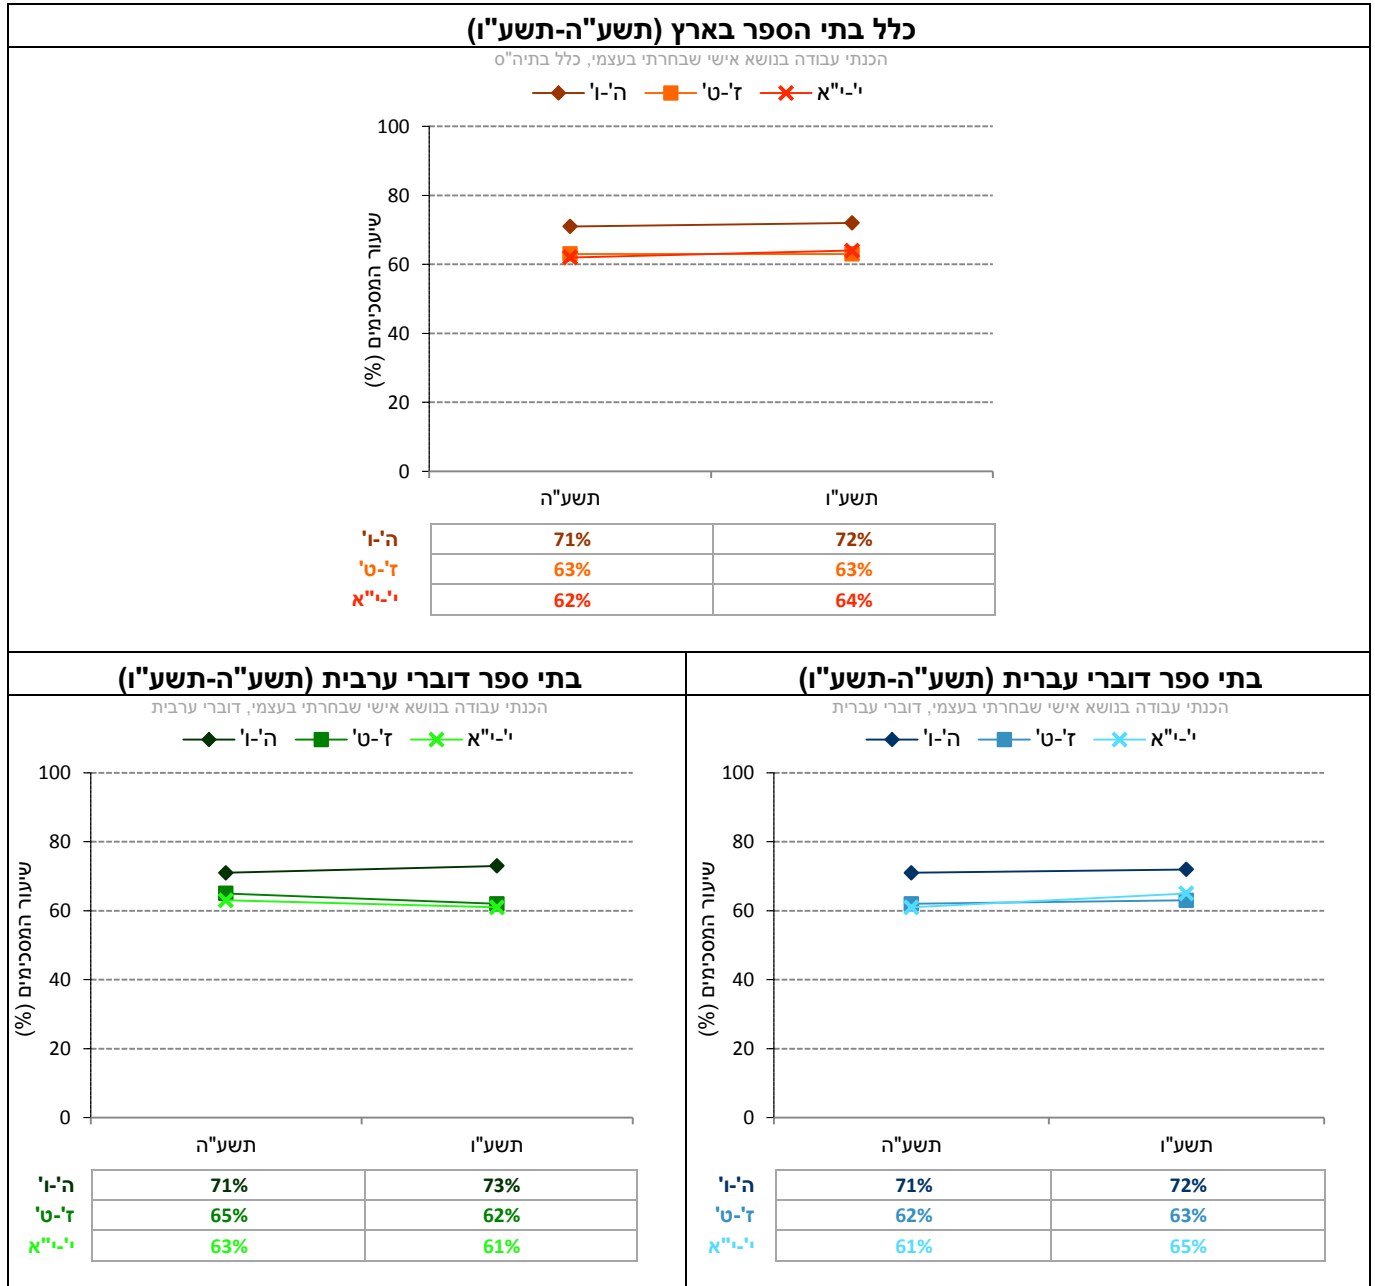 כלל בתי הספר בארץ (תשע"ה-תשע"ו)
הכנתי עבודה בנושא אישי שבחרתי בעצמי, כלל בתיה"ס
ה'-ו' ז'-ט' י'-י"א
שיעור המסכימים (%)
100
80
60
40
20
0
תשע"ה תשע"ו
ה'-ו' 71% 72%
ז'-ט' 63% 63%
י'-י"א 62% 64%
בתי ספר דוברי עברית (תשע"ה-תשע"ו)
הכנתי עבודה בנושא אישי שבחרתי בעצמי, דוברי עברית
ה'-ו' ז'-ט' י'-י"א
שיעור המסכימים (%)
100
80
60
40
20
0
תשע"ה תשע"ו
ה'-ו' 71% 72%
ז'-ט' 62% 63%
י'-י"א 61% 65%
בתי ספר דוברי ערבית (תשע"ה-תשע"ו)
הכנתי עבודה בנושא אישי שבחרתי בעצמי, דוברי ערבית
ה'-ו' ז'-ט' י'-י"א
שיעור המסכימים (%)
100
80
60
40
20
0
תשע"ה תשע"ו
ה'-ו' 71% 73%
ז'-ט' 65% 62%
י'-י"א 63% 61%